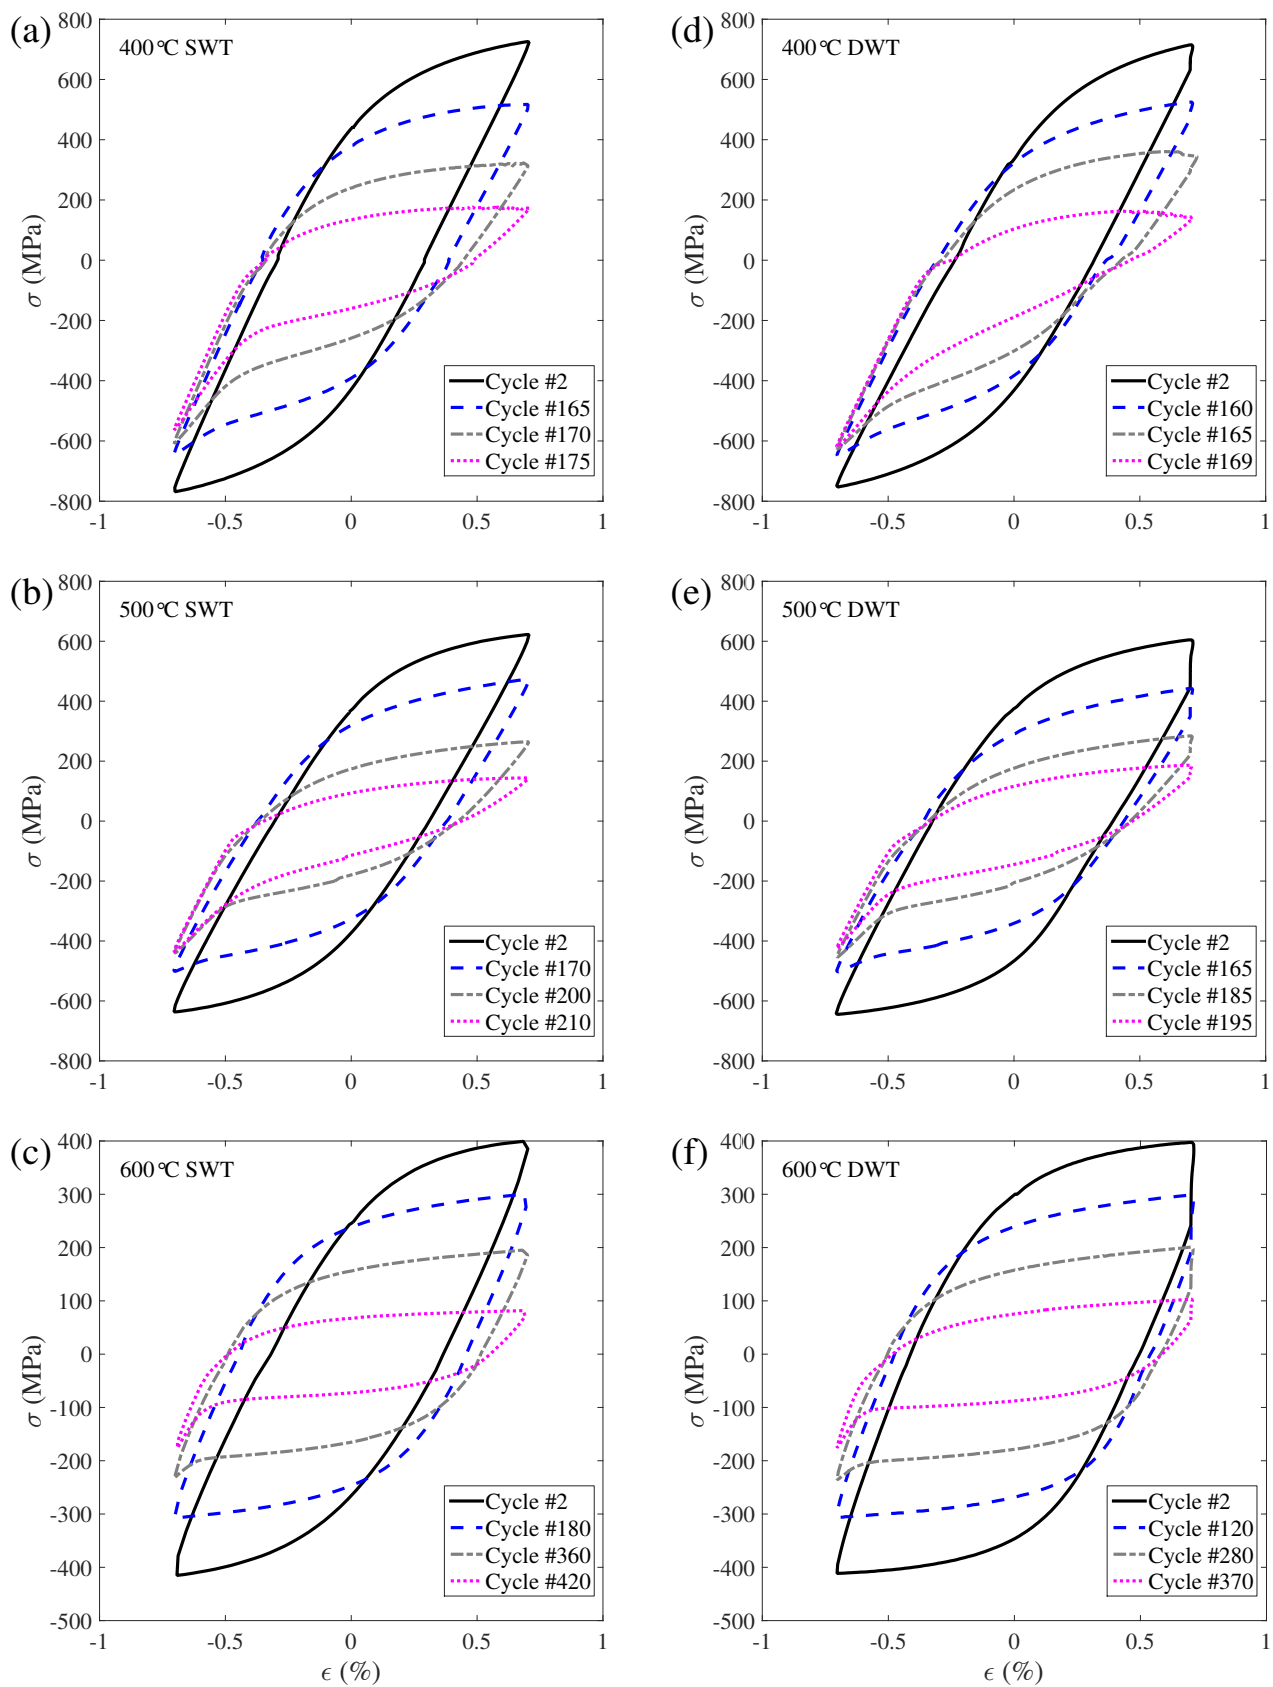 (a)
400°C SWT
800
600
400
200
0
-200
-400
-600
-800
σ (MPa)
Cycle #2
Cycle #165
Cycle #170
Cycle #175
-1
-0.5
0
0.5
1
(d)
400°C DWT
800
600
400
200
0
-200
-400
-600
-800
σ (MPa)
Cycle #2
Cycle #160
Cycle #165
Cycle #169
-1
-0.5
0
0.5
1
(b)
500°C SWT
800
600
400
200
0
-200
-400
-600
-800
σ (MPa)
Cycle #2
Cycle #170
Cycle #200
Cycle #210
-1
-0.5
0
0.5
1
(e)
500°C DWT
800
600
400
200
0
-200
-400
-600
-800
σ (MPa)
Cycle #2
Cycle #165
Cycle #185
Cycle #195
-1
-0.5
0
0.5
1
(c)
600°C SWT
400
300
200
100
0
-100
-200
-300
-400
-500
σ (MPa)
Cycle #2
Cycle #180
Cycle #360
Cycle #420
-1
-0.5
0
0.5
1
ϵ (%)
(f)
600°C DWT
400
300
200
100
0
-100
-200
-300
-400
-500
σ (MPa)
Cycle #2
Cycle #120
Cycle #280
Cycle #370
-1
-0.5
0
0.5
1
ϵ (%)